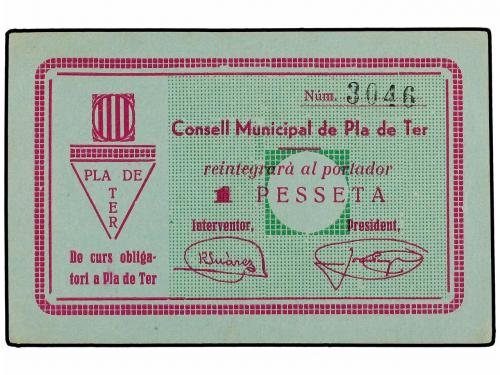 Núm. 3046
Consell Municipal de Pla de Ter
reintegrarà al portador
1 PESSETA
Interventor,
President,
PLA DE
TER
De curs obliga-
tori a Pla de Ter
R Suárez